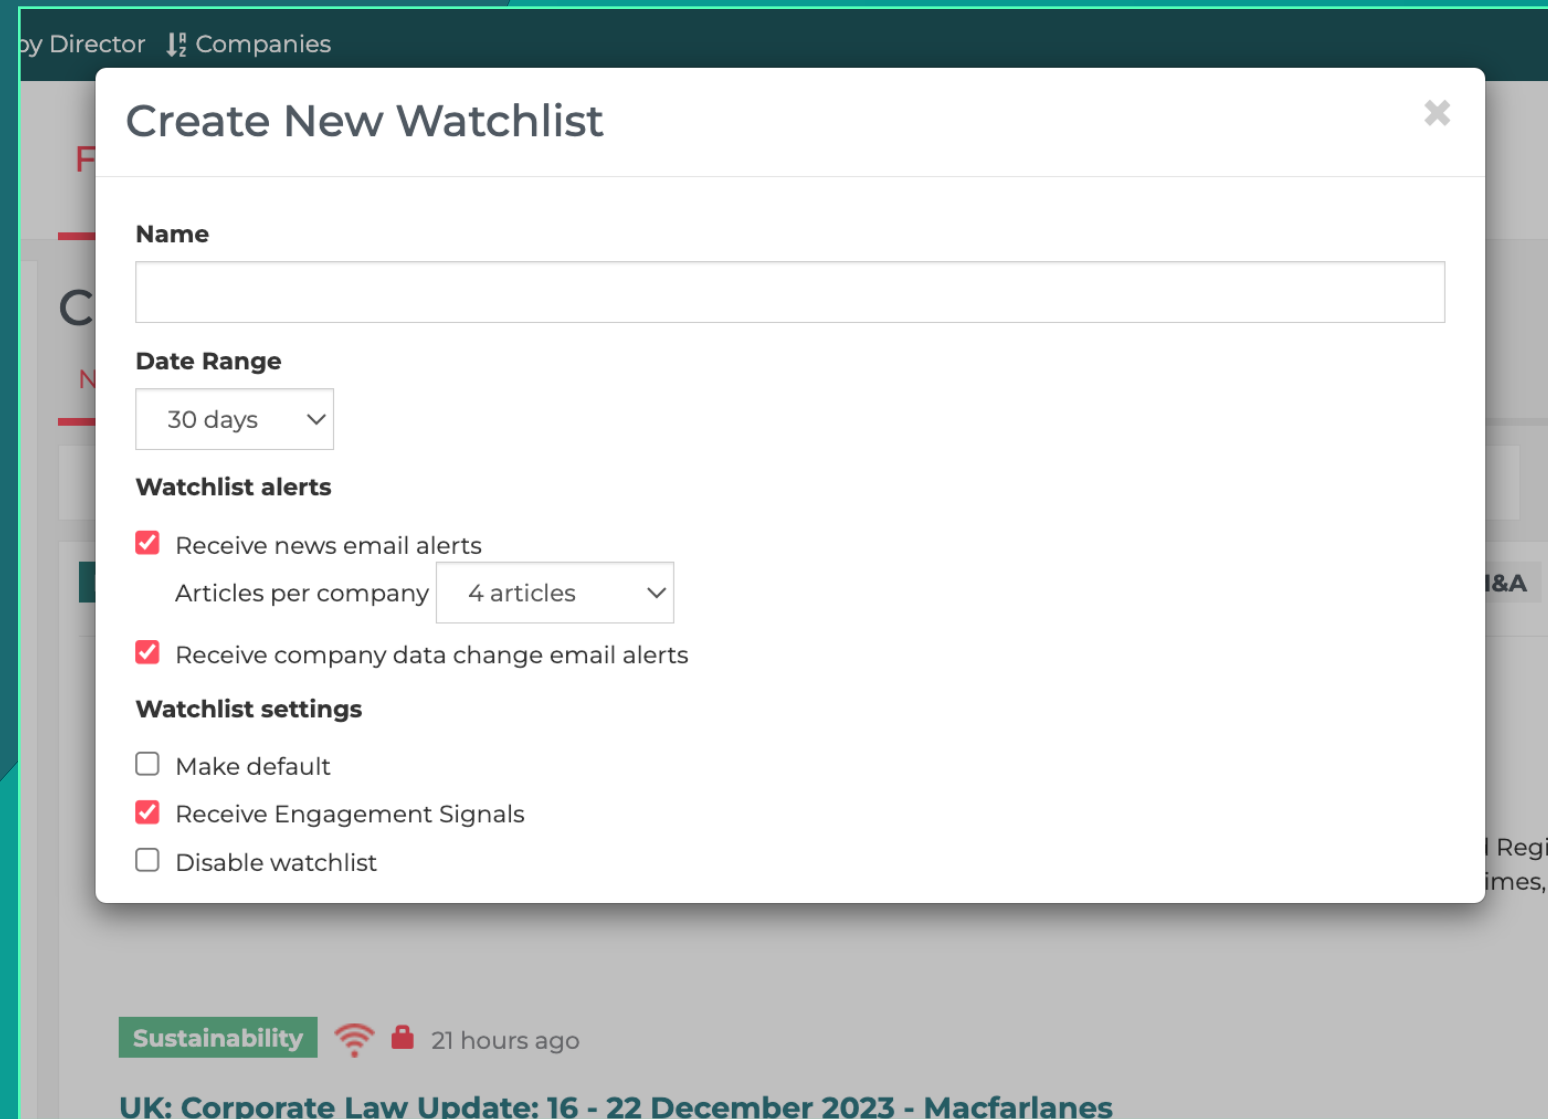 by Director Companies
Create New Watchlist
Name
Date Range
30 days
Watchlist alerts
Receive news email alerts
Articles per company 4 articles
Receive company data change email alerts
Watchlist settings
Make default
Receive Engagement Signals
Disable watchlist
Sustainability 21 hours ago
UK: Corporate Law Update: 16 - 22 December 2023 - Macfarlanes